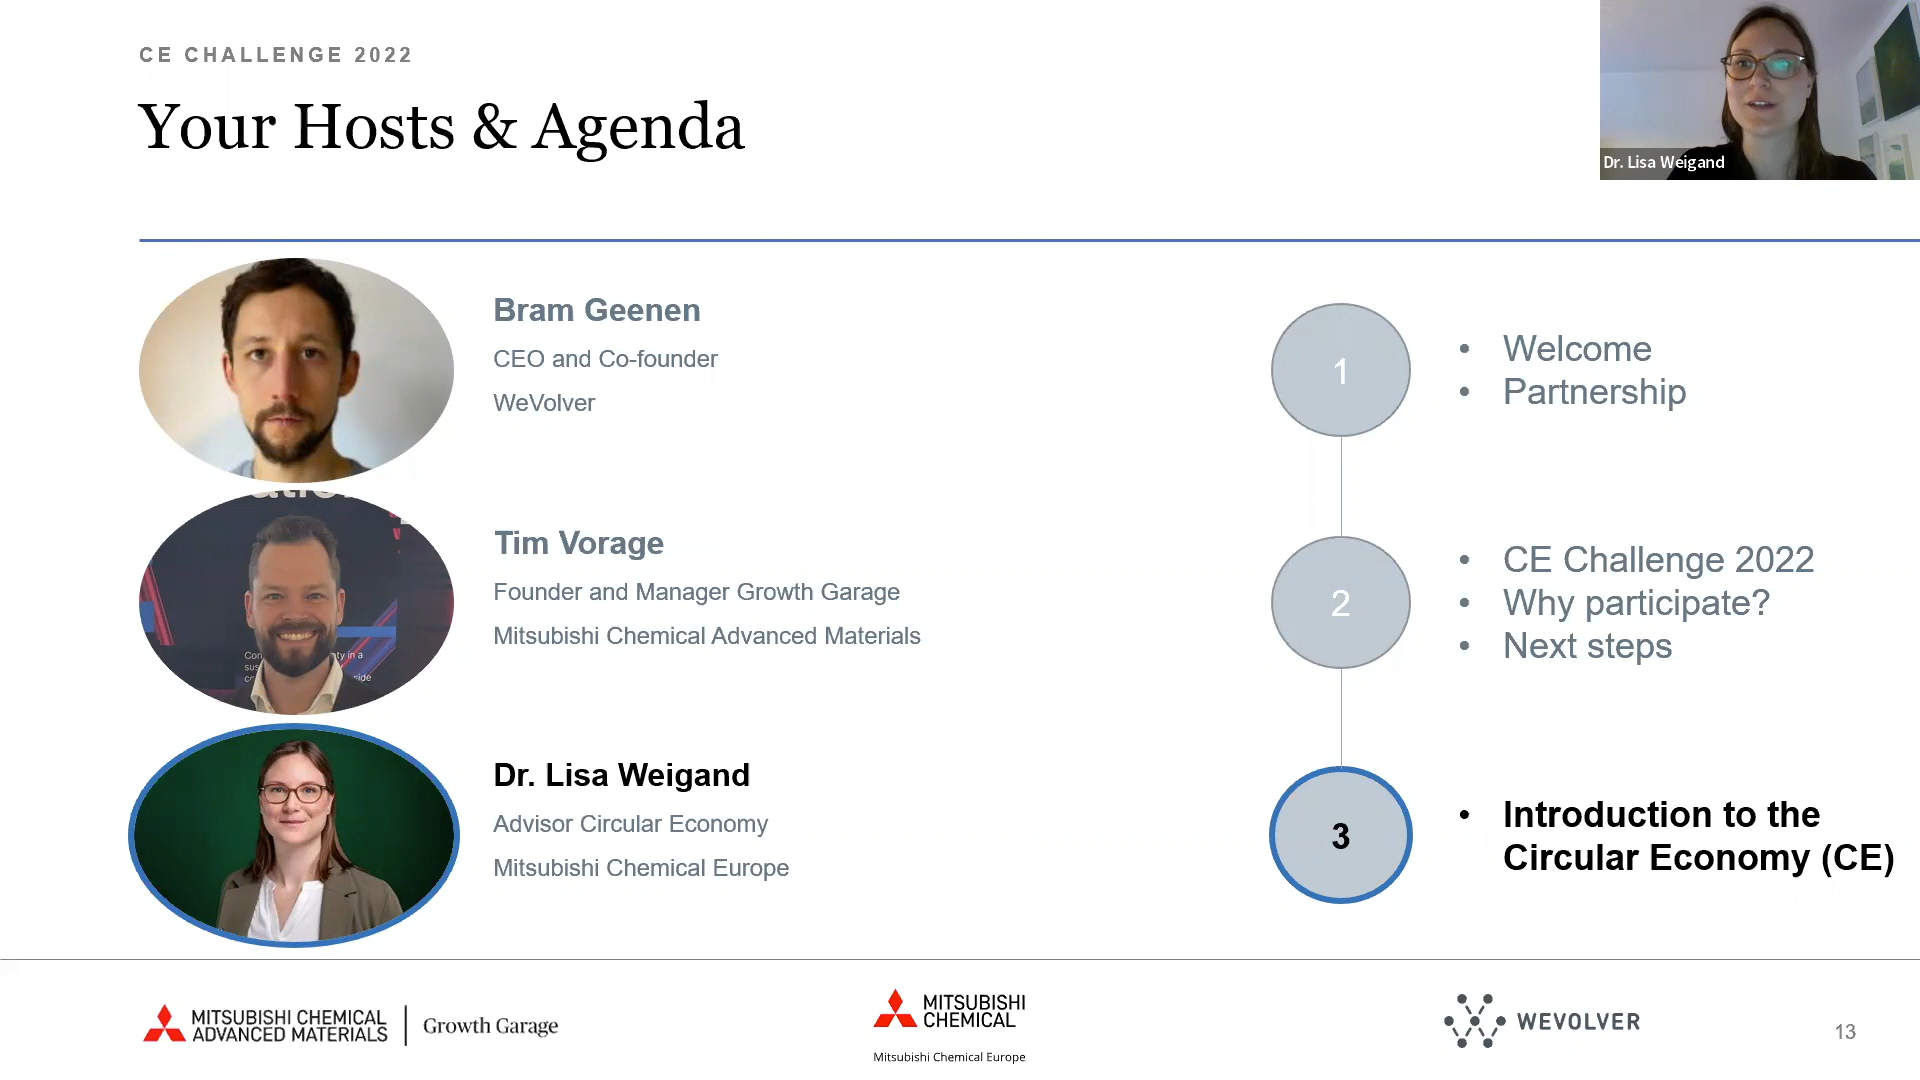 CE CHALLENGE 2022
Your Hosts & Agenda
Dr. Lisa Weigand
Bram Geenen
CEO and Co-founder
WeVolver
Tim Vorage
Founder and Manager Growth Garage
Mitsubishi Chemical Advanced Materials
Dr. Lisa Weigand
Advisor Circular Economy
Mitsubishi Chemical Europe
1
• Welcome
• Partnership
2
• CE Challenge 2022
• Why participate?
• Next steps
3
• Introduction to the
Circular Economy (CE)
MITSUBISHI CHEMICAL
ADVANCED MATERIALS
Growth Garage
MITSUBISHI
CHEMICAL
Mitsubishi Chemical Europe
WEVOLVER
13